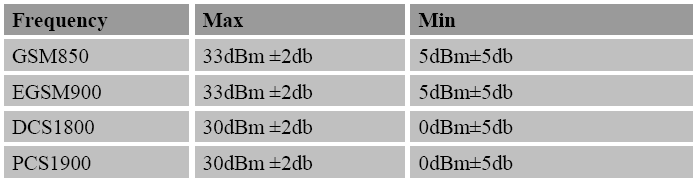 Frequency Max Min
GSM850 33dBm ±2db 5dBm±5db
EGSM900 33dBm ±2db 5dBm±5db
DCS1800 30dBm ±2db 0dBm±5db
PCS1900 30dBm ±2db 0dBm±5db